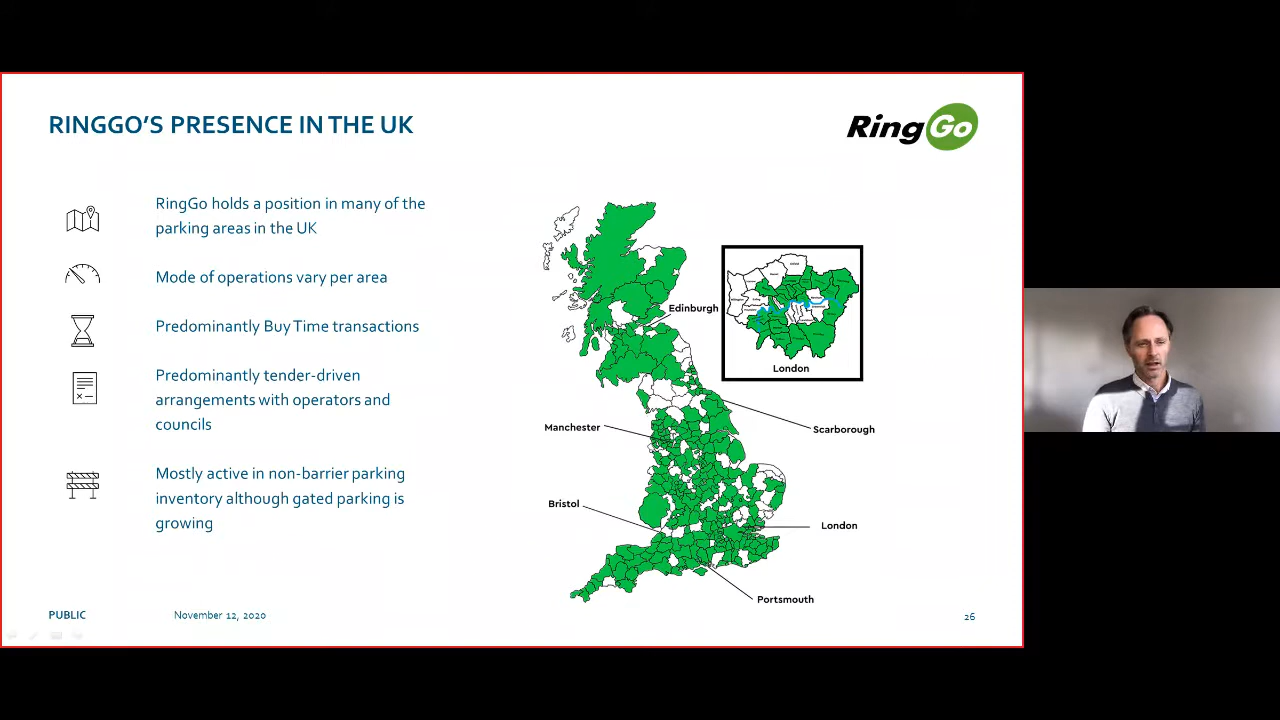 RINGGO'S PRESENCE IN THE UK
RingGo
RingGo holds a position in many of the
parking areas in the UK
Mode of operations vary per area
Predominantly Buy Time transactions
Predominantly tender-driven
arrangements with operators and
councils
Mostly active in non-barrier parking
inventory although gated parking is
growing
Edinburgh
London
Manchester
Scarborough
Bristol
London
Portsmouth
PUBLIC
November 12, 2020
26